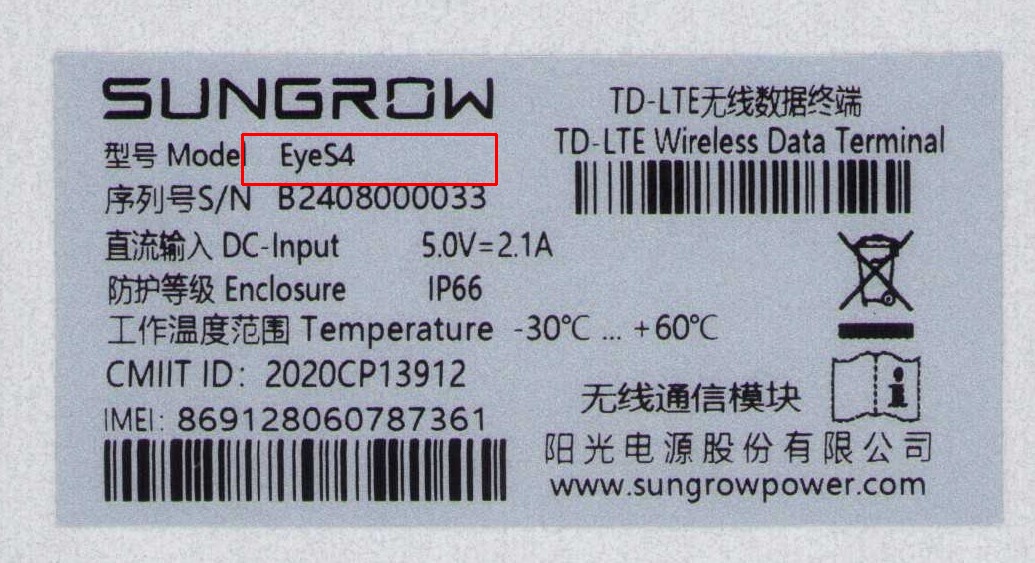 SUNGROW
型号 Model EyeS4
序列号S/N B2408000033
直流输入 DC-Input 5.0V=2.1A
防护等级 Enclosure IP66
工作温度范围 Temperature -30℃ ... +60℃
CMIIT ID: 2020CP13912
IMEI: 869128060787361
TD-LTE无线数据终端
TD-LTE Wireless Data Terminal
无线通信模块
阳光电源股份有限公司
www.sungrowpower.com